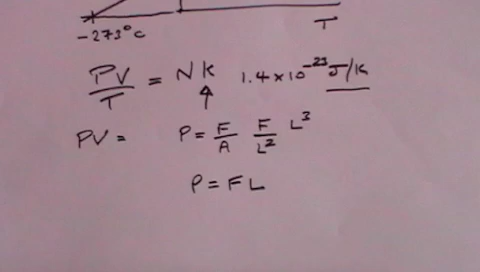 -273°C
T
PV/T = Nk 1.4×10⁻²³ J/K
PV = P = F/A F/L² L³
P = FL